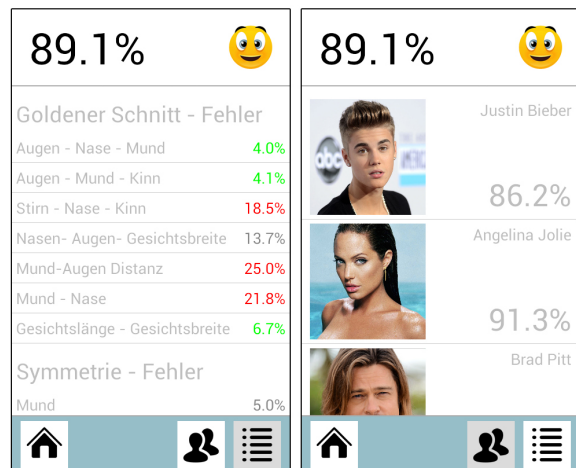 89.1%
Goldener Schnitt - Fehler
Augen - Nase - Mund 4.0%
Augen - Mund - Kinn 4.1%
Stirn - Nase - Kinn 18.5%
Nasen- Augen- Gesichtsbreite 13.7%
Mund-Augen Distanz 25.0%
Mund - Nase 21.8%
Gesichtslänge - Gesichtsbreite 6.7%
Symmetrie - Fehler
Mund 5.0%
89.1%
abc
Justin Bieber
86.2%
Angelina Jolie
91.3%
Brad Pitt